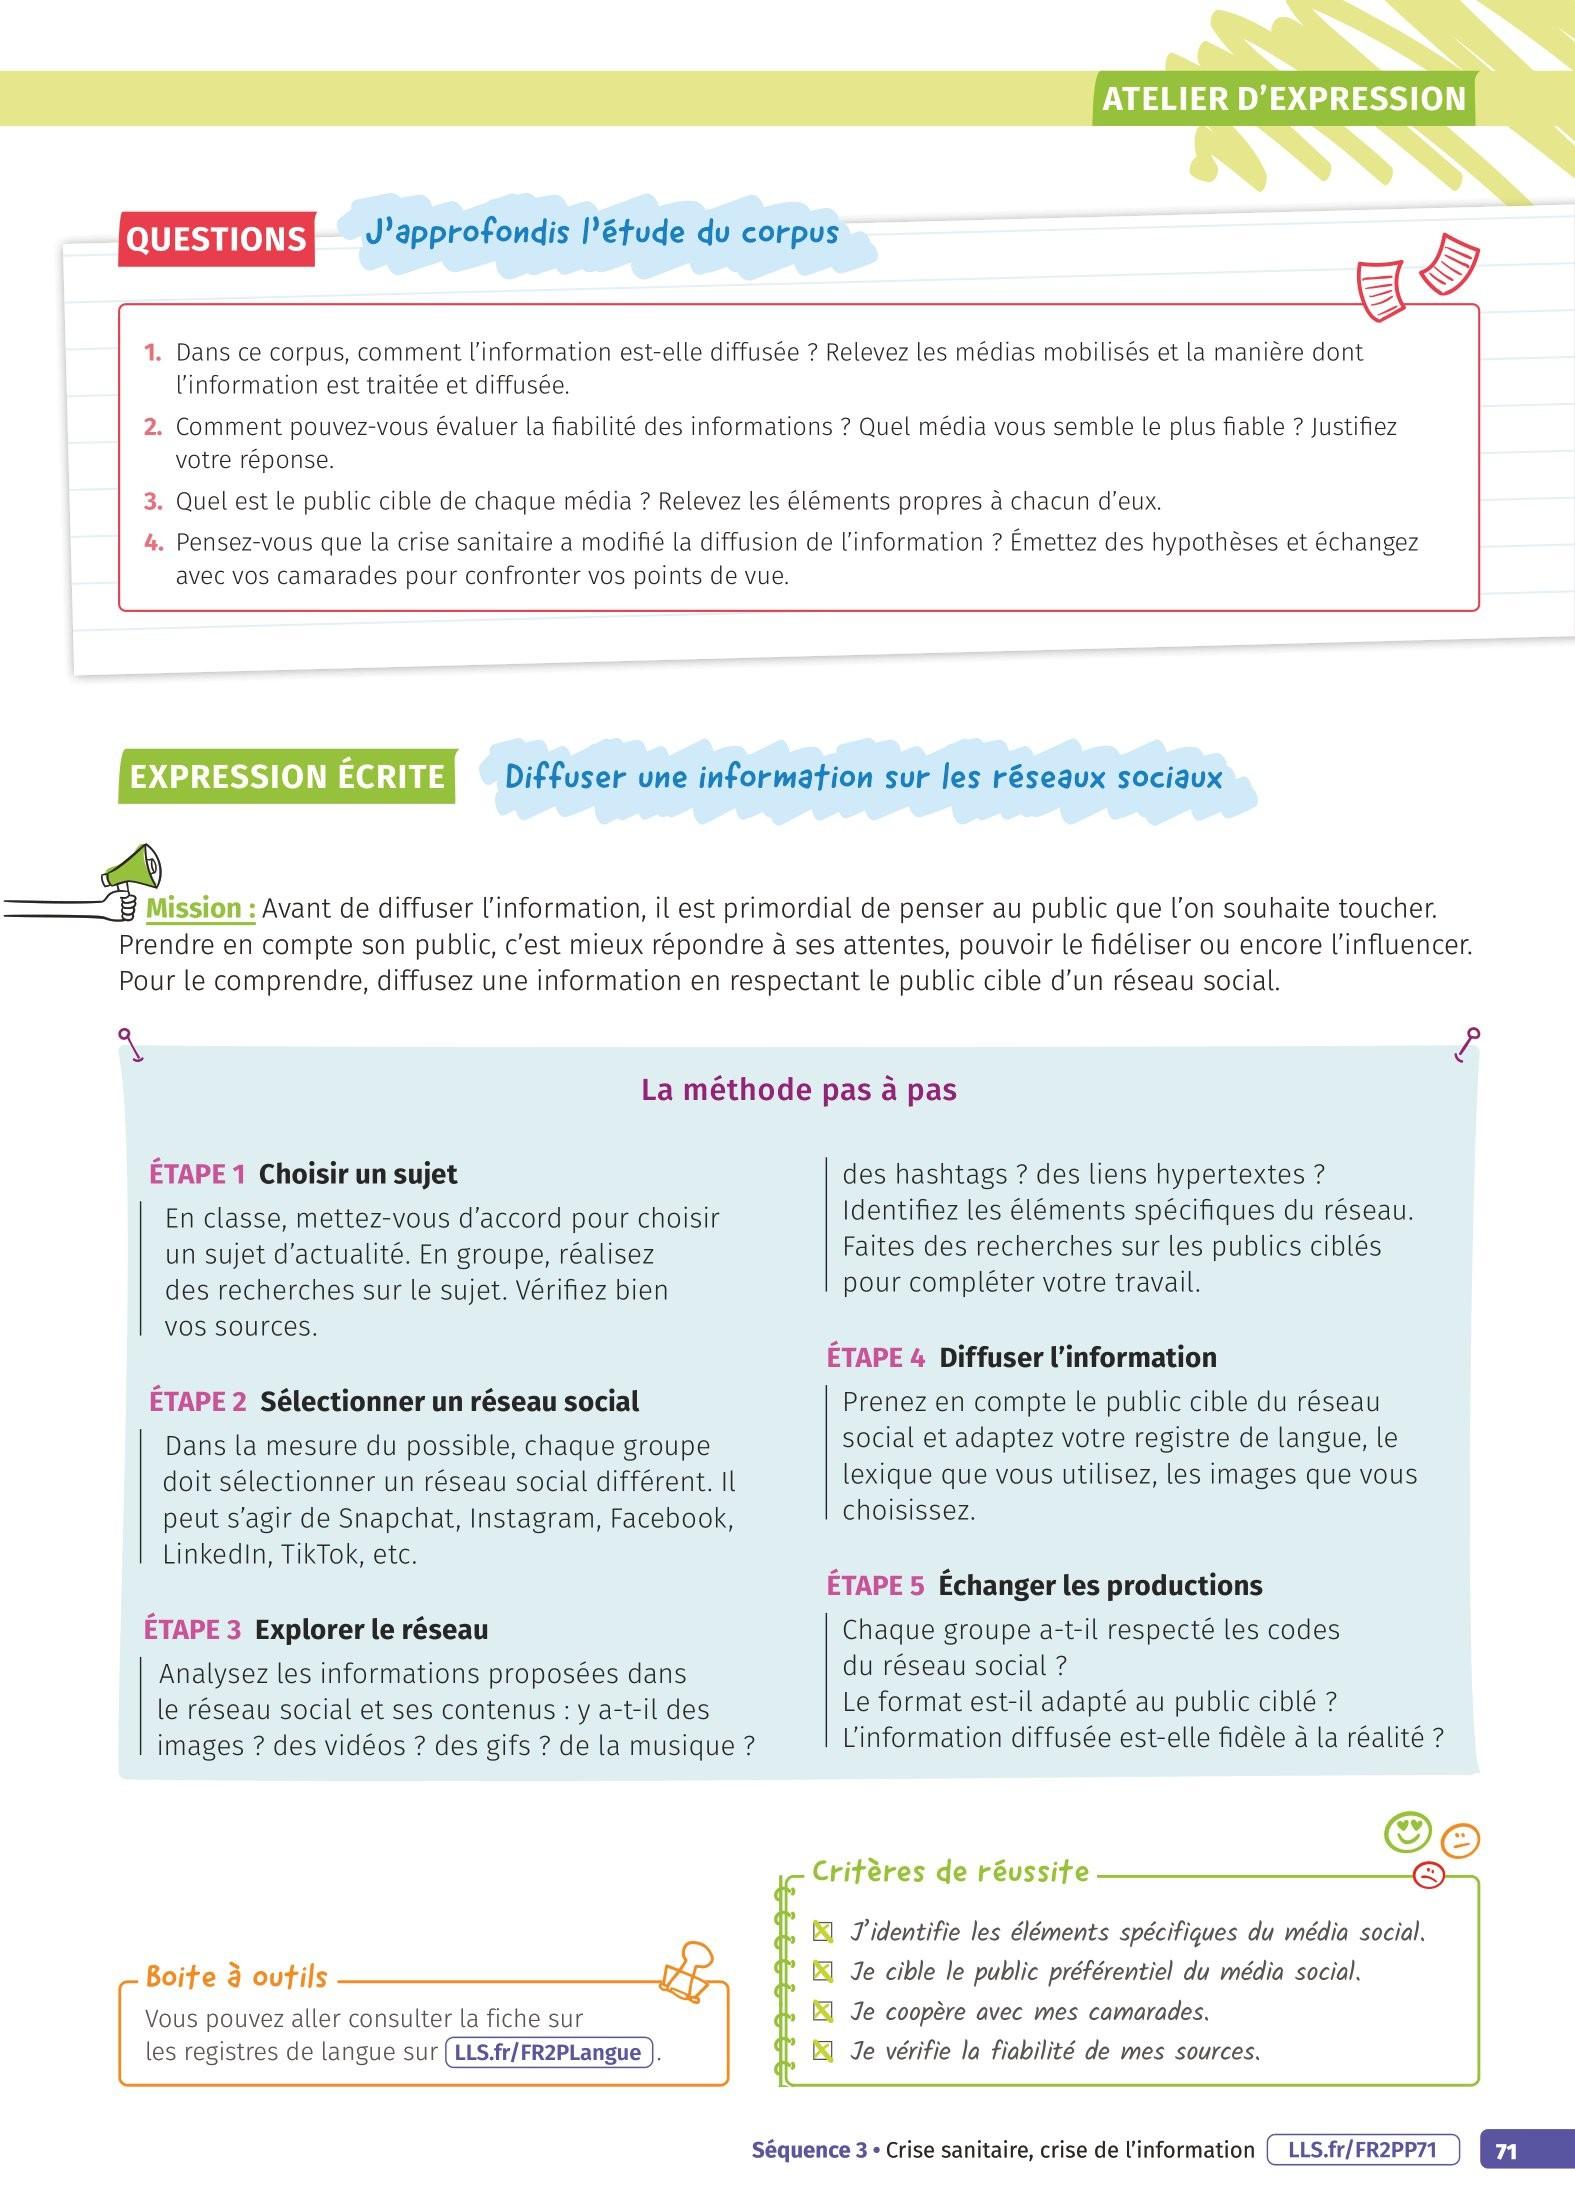 ATELIER D'EXPRESSION
QUESTIONS
J'approfondis l'étude du corpus
1. Dans ce corpus, comment l'information est-elle diffusée ? Relevez les médias mobilisés et la manière dont
l'information est traitée et diffusée.
2. Comment pouvez-vous évaluer la fiabilité des informations ? Quel média vous semble le plus fiable ? Justifiez
votre réponse.
3. Quel est le public cible de chaque média ? Relevez les éléments propres à chacun d'eux.
4. Pensez-vous que la crise sanitaire a modifié la diffusion de l'information ? Émettez des hypothèses et échangez
avec vos camarades pour confronter vos points de vue.
EXPRESSION ÉCRITE
Diffuser une information sur les réseaux sociaux
Mission : Avant de diffuser l'information, il est primordial de penser au public que l'on souhaite toucher.
Prendre en compte son public, c'est mieux répondre à ses attentes, pouvoir le fidéliser ou encore l'influencer.
Pour le comprendre, diffusez une information en respectant le public cible d'un réseau social.
La méthode pas à pas
ÉTAPE 1 Choisir un sujet
En classe, mettez-vous d'accord pour choisir
un sujet d'actualité. En groupe, réalisez
des recherches sur le sujet. Vérifiez bien
vos sources.
ÉTAPE 2 Sélectionner un réseau social
Dans la mesure du possible, chaque groupe
doit sélectionner un réseau social différent. Il
peut s'agir de Snapchat, Instagram, Facebook,
LinkedIn, TikTok, etc.
ÉTAPE 3 Explorer le réseau
Analysez les informations proposées dans
le réseau social et ses contenus : y a-t-il des
images ? des vidéos ? des gifs ? de la musique ?
des hashtags ? des liens hypertextes ?
Identifiez les éléments spécifiques du réseau.
Faites des recherches sur les publics ciblés
pour compléter votre travail.
ÉTAPE 4 Diffuser l'information
Prenez en compte le public cible du réseau
social et adaptez votre registre de langue, le
lexique que vous utilisez, les images que vous
choisissez.
ÉTAPE 5 Échanger les productions
Chaque groupe a-t-il respecté les codes
du réseau social ?
Le format est-il adapté au public ciblé ?
L'information diffusée est-elle fidèle à la réalité ?
Boite à outils
Vous pouvez aller consulter la fiche sur
les registres de langue sur LLS.fr/FR2PLangue .
Critères de réussite
J'identifie les éléments spécifiques du média social.
Je cible le public préférentiel du média social.
Je coopère avec mes camarades.
Je vérifie la fiabilité de mes sources.
Séquence 3 • Crise sanitaire, crise de l'information LLS.fr/FR2PP71 71